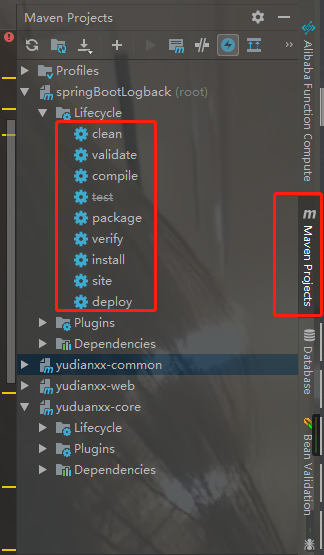 Maven Projects
Profiles
springBootLogback (root)
Lifecycle
clean
validate
compile
test
package
verify
install
site
deploy
Plugins
Dependencies
yudianxx-common
yudianxx-web
yuduanxx-core
Lifecycle
Plugins
Dependencies
Alibaba Function Compute
Maven Projects
Database
Bean Validation